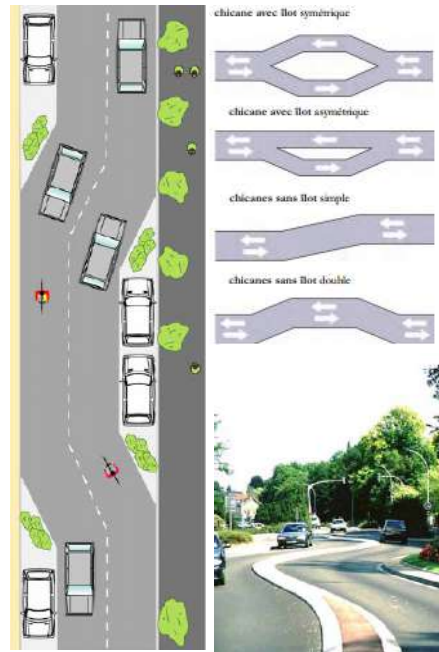 chicane avec îlot symétrique
chicane avec îlot asymétrique
chicanes sans îlot simple
chicanes sans îlot double